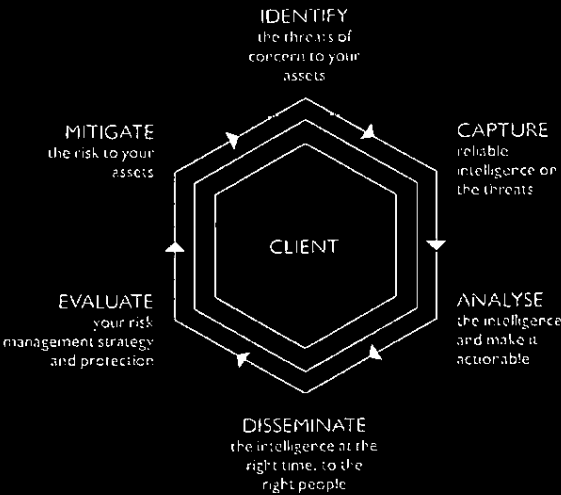 IDENTIFY
the threats of
concern to your
assets
CAPTURE
reliable
intelligence on
the threats
ANALYSE
the intelligence
and make it
actionable
DISSEMINATE
the intelligence at the
right time, to the
right people
EVALUATE
your risk
management strategy
and protection
MITIGATE
the risk to your
assets
CLIENT